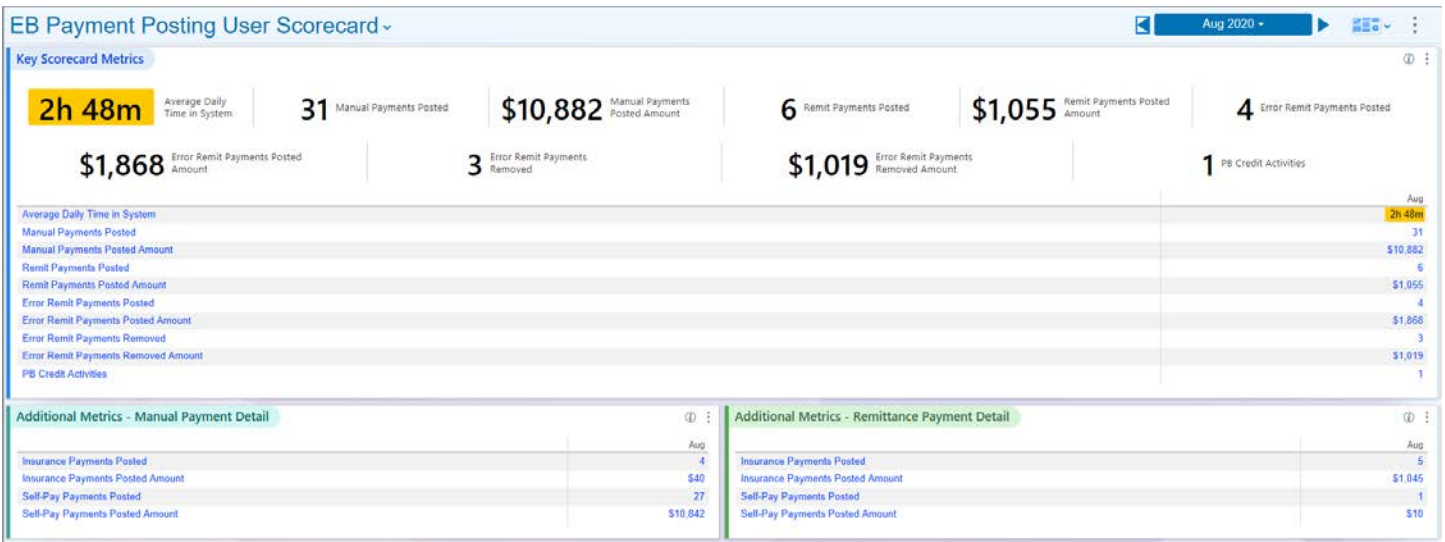 EB Payment Posting User Scorecard
Aug 2020
Key Scorecard Metrics
2h 48m Average Daily Time in System
31 Manual Payments Posted
$10,882 Manual Payments Posted Amount
6 Remit Payments Posted
$1,055 Remit Payments Posted Amount
4 Error Remit Payments Posted
$1,868 Error Remit Payments Posted Amount
3 Error Remit Payments Removed
$1,019 Error Remit Payments Removed Amount
1 PB Credit Activities
Aug
Average Daily Time in System 2h 48m
Manual Payments Posted 31
Manual Payments Posted Amount $10,882
Remit Payments Posted 6
Remit Payments Posted Amount $1,055
Error Remit Payments Posted 4
Error Remit Payments Posted Amount $1,868
Error Remit Payments Removed 3
Error Remit Payments Removed Amount $1,019
PB Credit Activities 1
Additional Metrics - Manual Payment Detail
Aug
Insurance Payments Posted 4
Insurance Payments Posted Amount $40
Self-Pay Payments Posted 27
Self-Pay Payments Posted Amount $10,842
Additional Metrics - Remittance Payment Detail
Aug
Insurance Payments Posted 5
Insurance Payments Posted Amount $1,045
Self-Pay Payments Posted 1
Self-Pay Payments Posted Amount $10